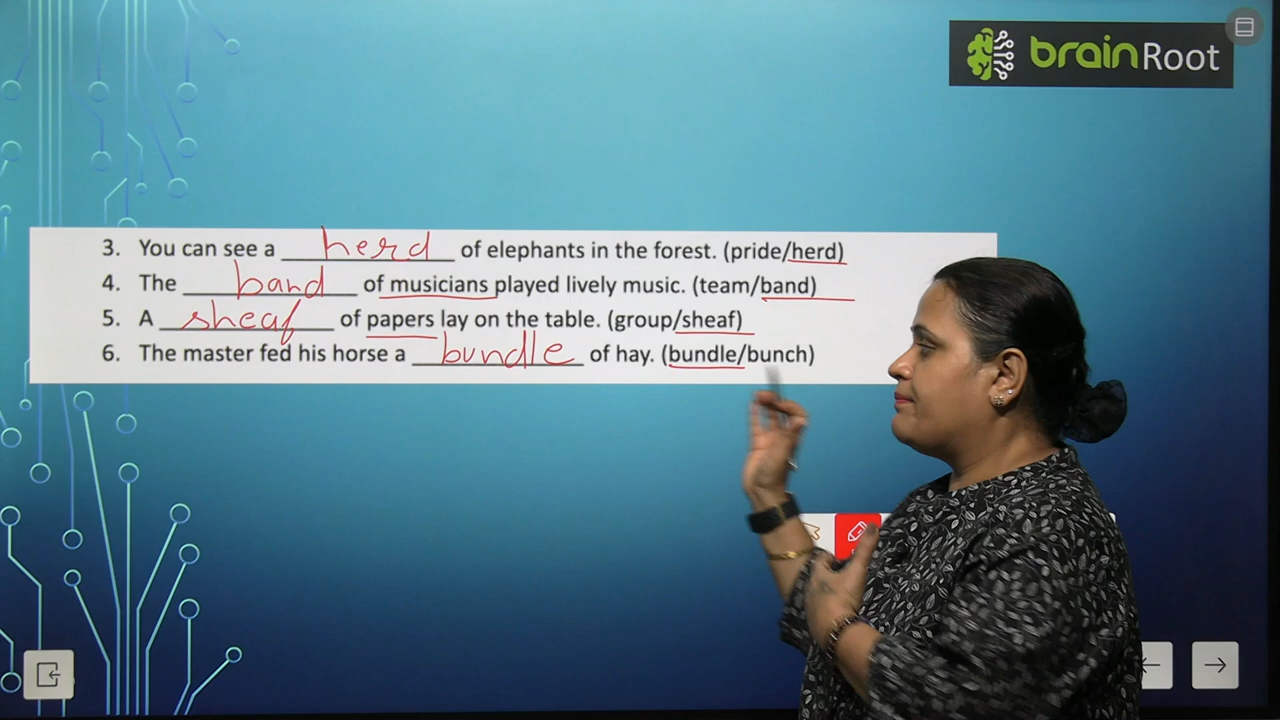 brainRoot
3. You can see a herd of elephants in the forest. (pride/herd)
4. The band of musicians played lively music. (team/band)
5. A sheaf of papers lay on the table. (group/sheaf)
6. The master fed his horse a bundle of hay. (bundle/bunch)